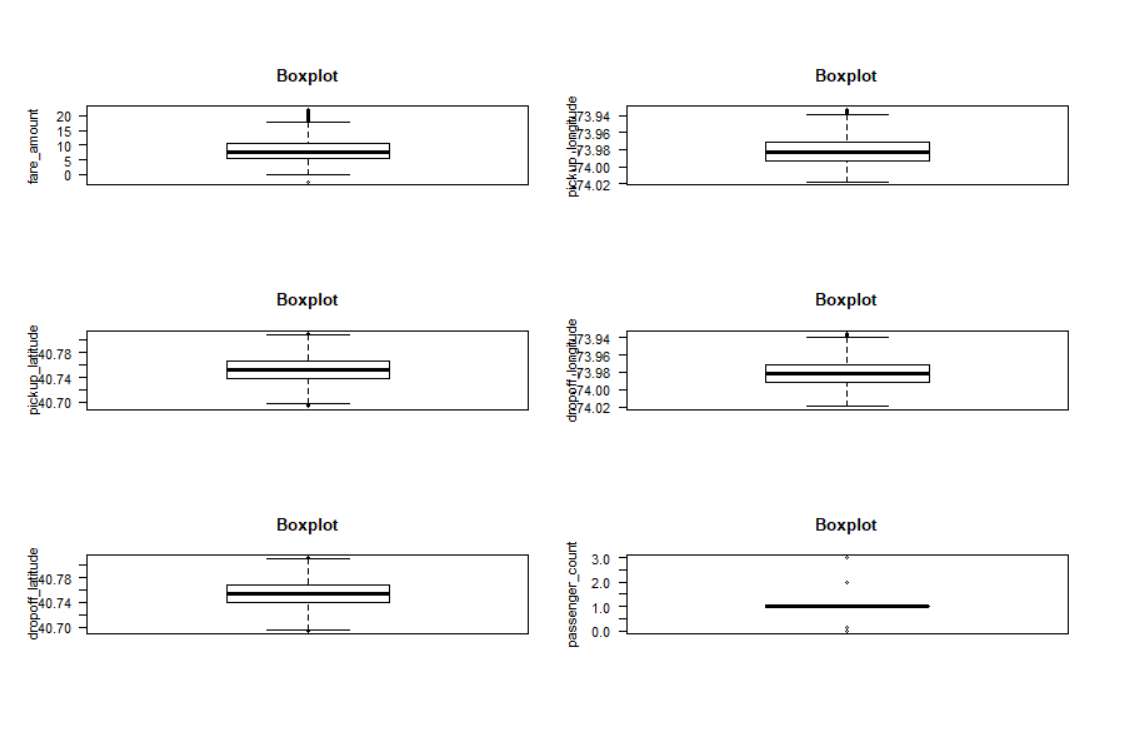 Boxplot
fare_amount
20
15
10
5
0
Boxplot
pickup_longitude
-73.94
-73.96
-73.98
-74.00
-74.02
Boxplot
pickup_latitude
40.78
40.74
40.70
Boxplot
dropoff_longitude
-73.94
-73.96
-73.98
-74.00
-74.02
Boxplot
dropoff_latitude
40.78
40.74
40.70
Boxplot
passenger_count
3.0
2.0
1.0
0.0